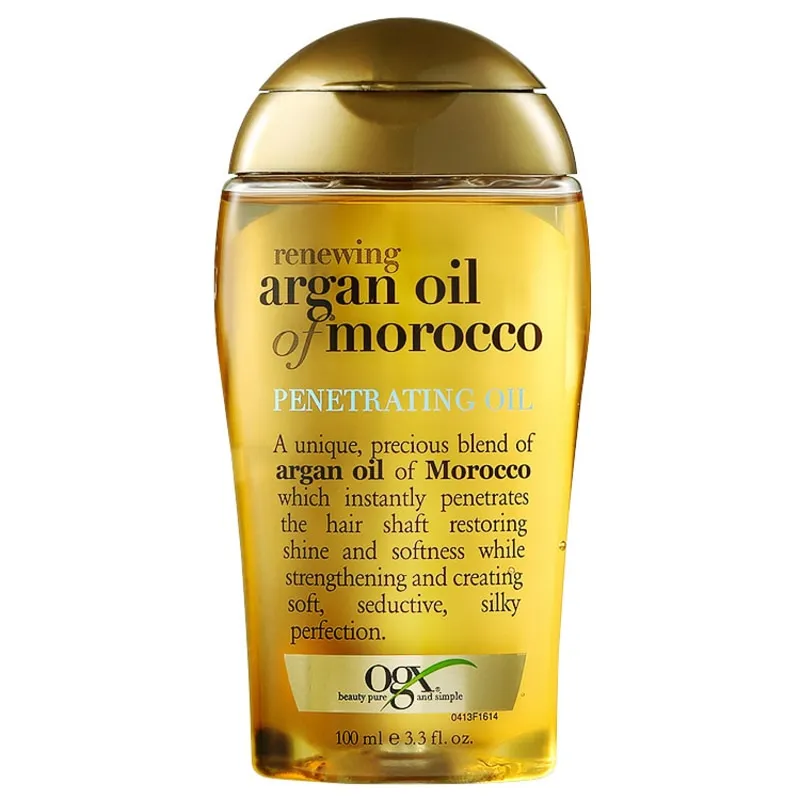 renewing
argan oil
of morocco
PENETRATING OIL
A unique, precious blend of
argan oil of Morocco
which instantly penetrates
the hair shaft restoring
shine and softness while
strengthening and creating
soft, seductive, silky
perfection.
ogx®
beauty pure and simple
0413F1614
100 ml ℮ 3.3 fl. oz.